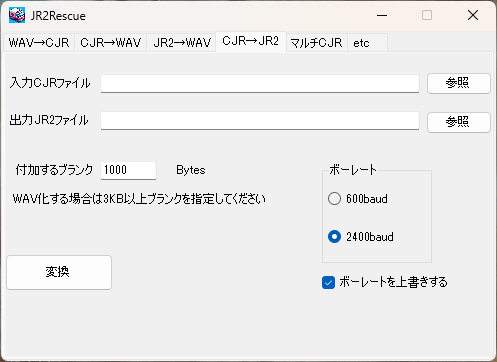 JR2Rescue
WAV→CJR CJR→WAV JR2→WAV CJR→JR2 マルチCJR etc
入力CJRファイル 参照
出力JR2ファイル 参照
付加するブランク 1000 Bytes
WAV化する場合は3KB以上ブランクを指定してください
ボーレート
600baud
2400baud
変換
ボーレートを上書きする